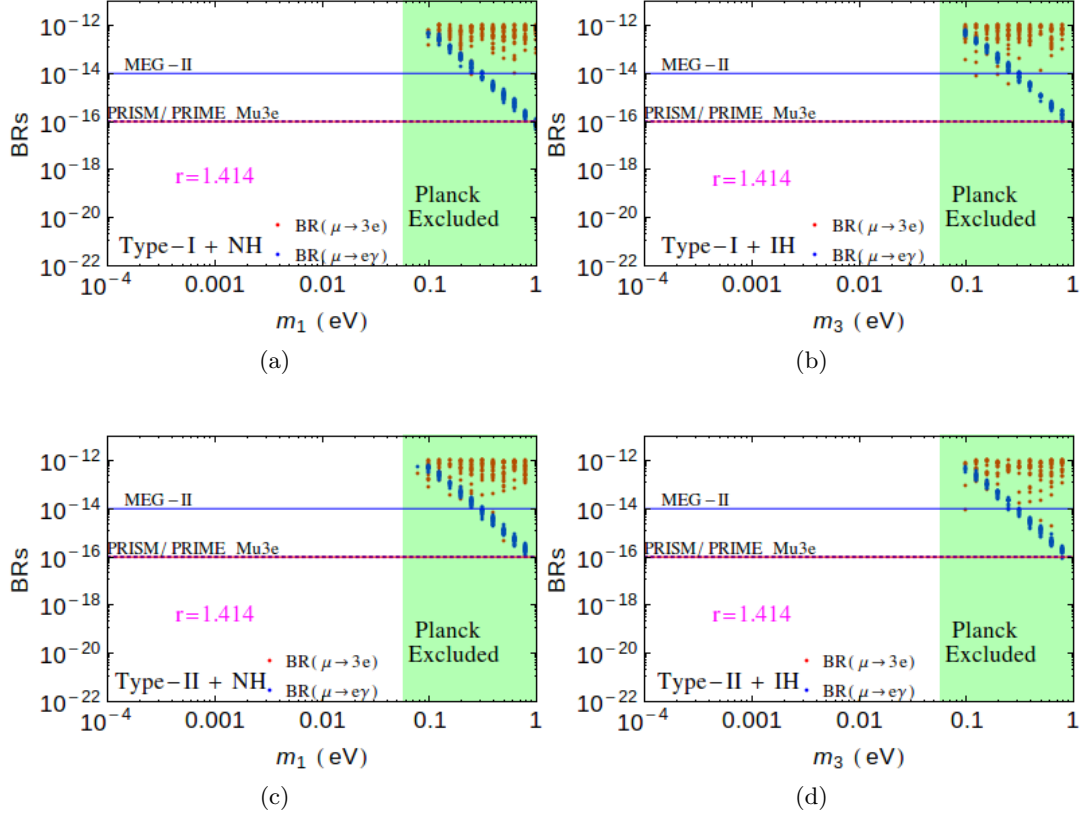 10⁻¹²
10⁻¹⁴
10⁻¹⁶
10⁻¹⁸
10⁻²⁰
10⁻²²
BRs
MEG−II
PRISM/PRIME Mu3e
r=1.414
Planck
Excluded
BR(μ→3e)
Type−I + NH
BR(μ→eγ)
10⁻⁴ 0.001 0.01 0.1 1
m₁ (eV)
(a)
10⁻¹²
10⁻¹⁴
10⁻¹⁶
10⁻¹⁸
10⁻²⁰
10⁻²²
BRs
MEG−II
PRISM/PRIME Mu3e
r=1.414
Planck
Excluded
BR(μ→3e)
Type−I + IH
BR(μ→eγ)
10⁻⁴ 0.001 0.01 0.1 1
m₃ (eV)
(b)
10⁻¹²
10⁻¹⁴
10⁻¹⁶
10⁻¹⁸
10⁻²⁰
10⁻²²
BRs
MEG−II
PRISM/PRIME Mu3e
r=1.414
Planck
Excluded
BR(μ→3e)
Type−II + NH
BR(μ→eγ)
10⁻⁴ 0.001 0.01 0.1 1
m₁ (eV)
(c)
10⁻¹²
10⁻¹⁴
10⁻¹�6
10⁻¹⁸
10⁻²⁰
10⁻²²
BRs
MEG−II
PRISM/PRIME Mu3e
r=1.414
Planck
Excluded
BR(μ→3e)
Type−II + IH
BR(μ→eγ)
10⁻⁴ 0.001 0.01 0.1 1
m₃ (eV)
(d)